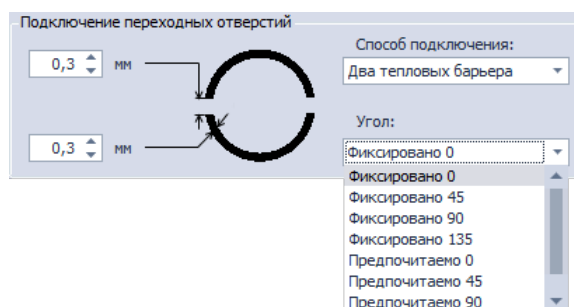 Подключение переходных отверстий
Способ подключения:
0,3 мм
Два тепловых барьера
Угол:
0,3 мм
Фиксировано 0
Фиксировано 0
Фиксировано 45
Фиксировано 90
Фиксировано 135
Предпочитаемо 0
Предпочитаемо 45
Предпочитаемо 90